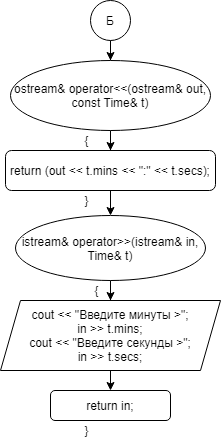 Б
ostream& operator<<(ostream& out,
const Time& t)
{
return (out << t.mins << ":" << t.secs);
}
istream& operator>>(istream& in,
Time& t)
{
cout << "Введите минуты >";
in >> t.mins;
cout << "Введите секунды >";
in >> t.secs;
return in;
}